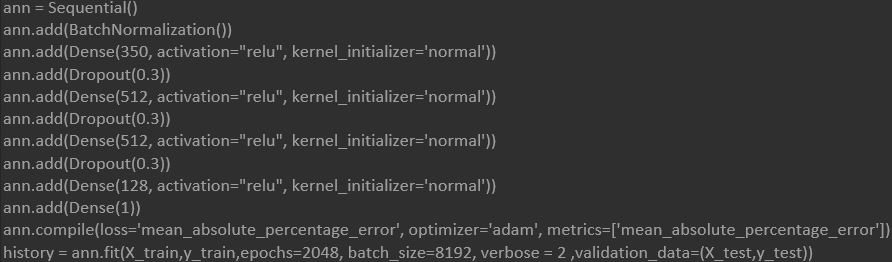 ann = Sequential()
ann.add(BatchNormalization())
ann.add(Dense(350, activation="relu", kernel_initializer='normal'))
ann.add(Dropout(0.3))
ann.add(Dense(512, activation="relu", kernel_initializer='normal'))
ann.add(Dropout(0.3))
ann.add(Dense(512, activation="relu", kernel_initializer='normal'))
ann.add(Dropout(0.3))
ann.add(Dense(128, activation="relu", kernel_initializer='normal'))
ann.add(Dense(1))
ann.compile(loss='mean_absolute_percentage_error', optimizer='adam', metrics=['mean_absolute_percentage_error'])
history = ann.fit(X_train,y_train,epochs=2048, batch_size=8192, verbose = 2 ,validation_data=(X_test,y_test))